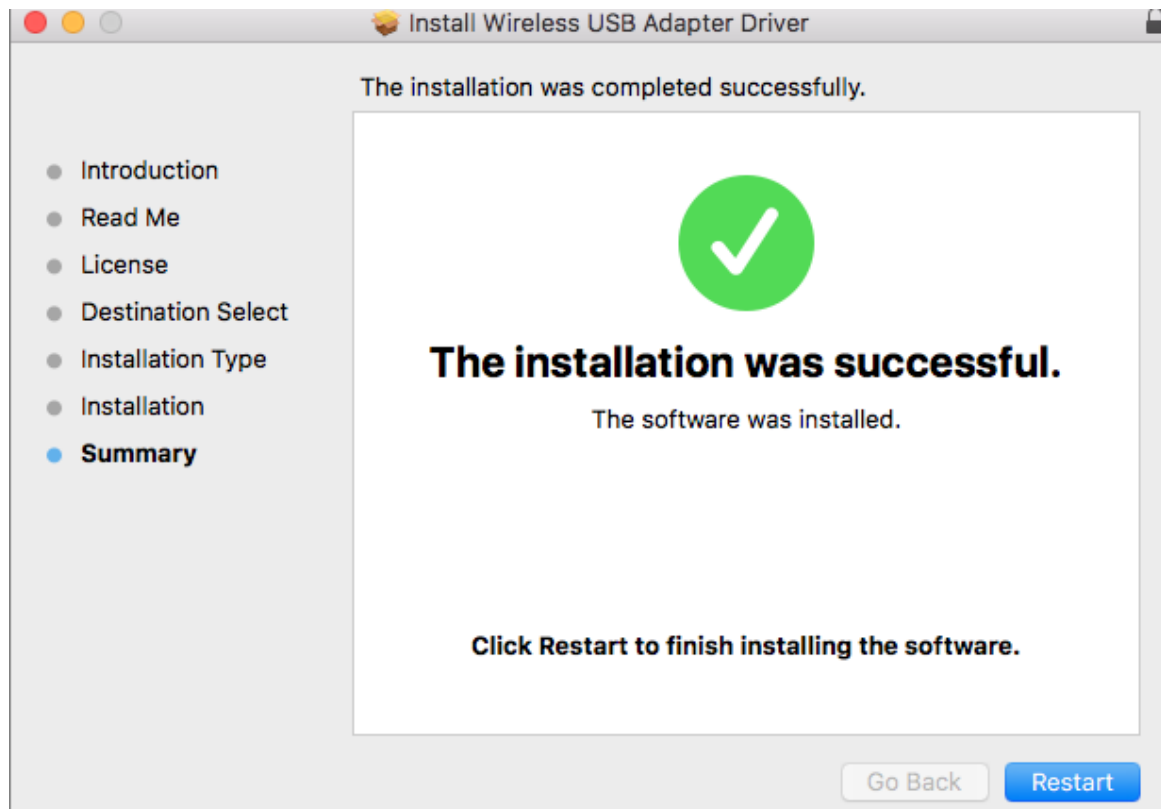 Install Wireless USB Adapter Driver
The installation was completed successfully.
Introduction
Read Me
License
Destination Select
Installation Type
Installation
Summary
The installation was successful.
The software was installed.
Click Restart to finish installing the software.
Go Back
Restart